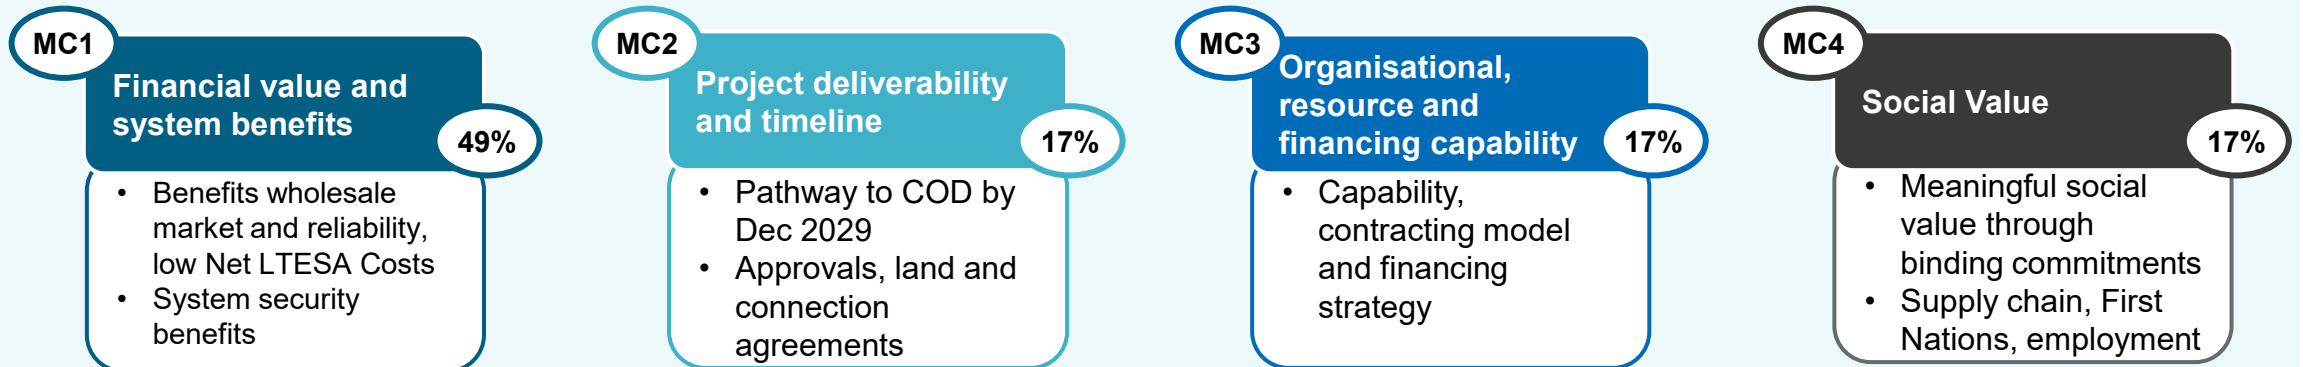 MC1
Financial value and
system benefits
49%
• Benefits wholesale
market and reliability,
low Net LTESA Costs
• System security
benefits
MC2
Project deliverability
and timeline
17%
• Pathway to COD by
Dec 2029
• Approvals, land and
connection
agreements
MC3
Organisational,
resource and
financing capability
17%
• Capability,
contracting model
and financing
strategy
MC4
Social Value
17%
• Meaningful social
value through
binding commitments
• Supply chain, First
Nations, employment